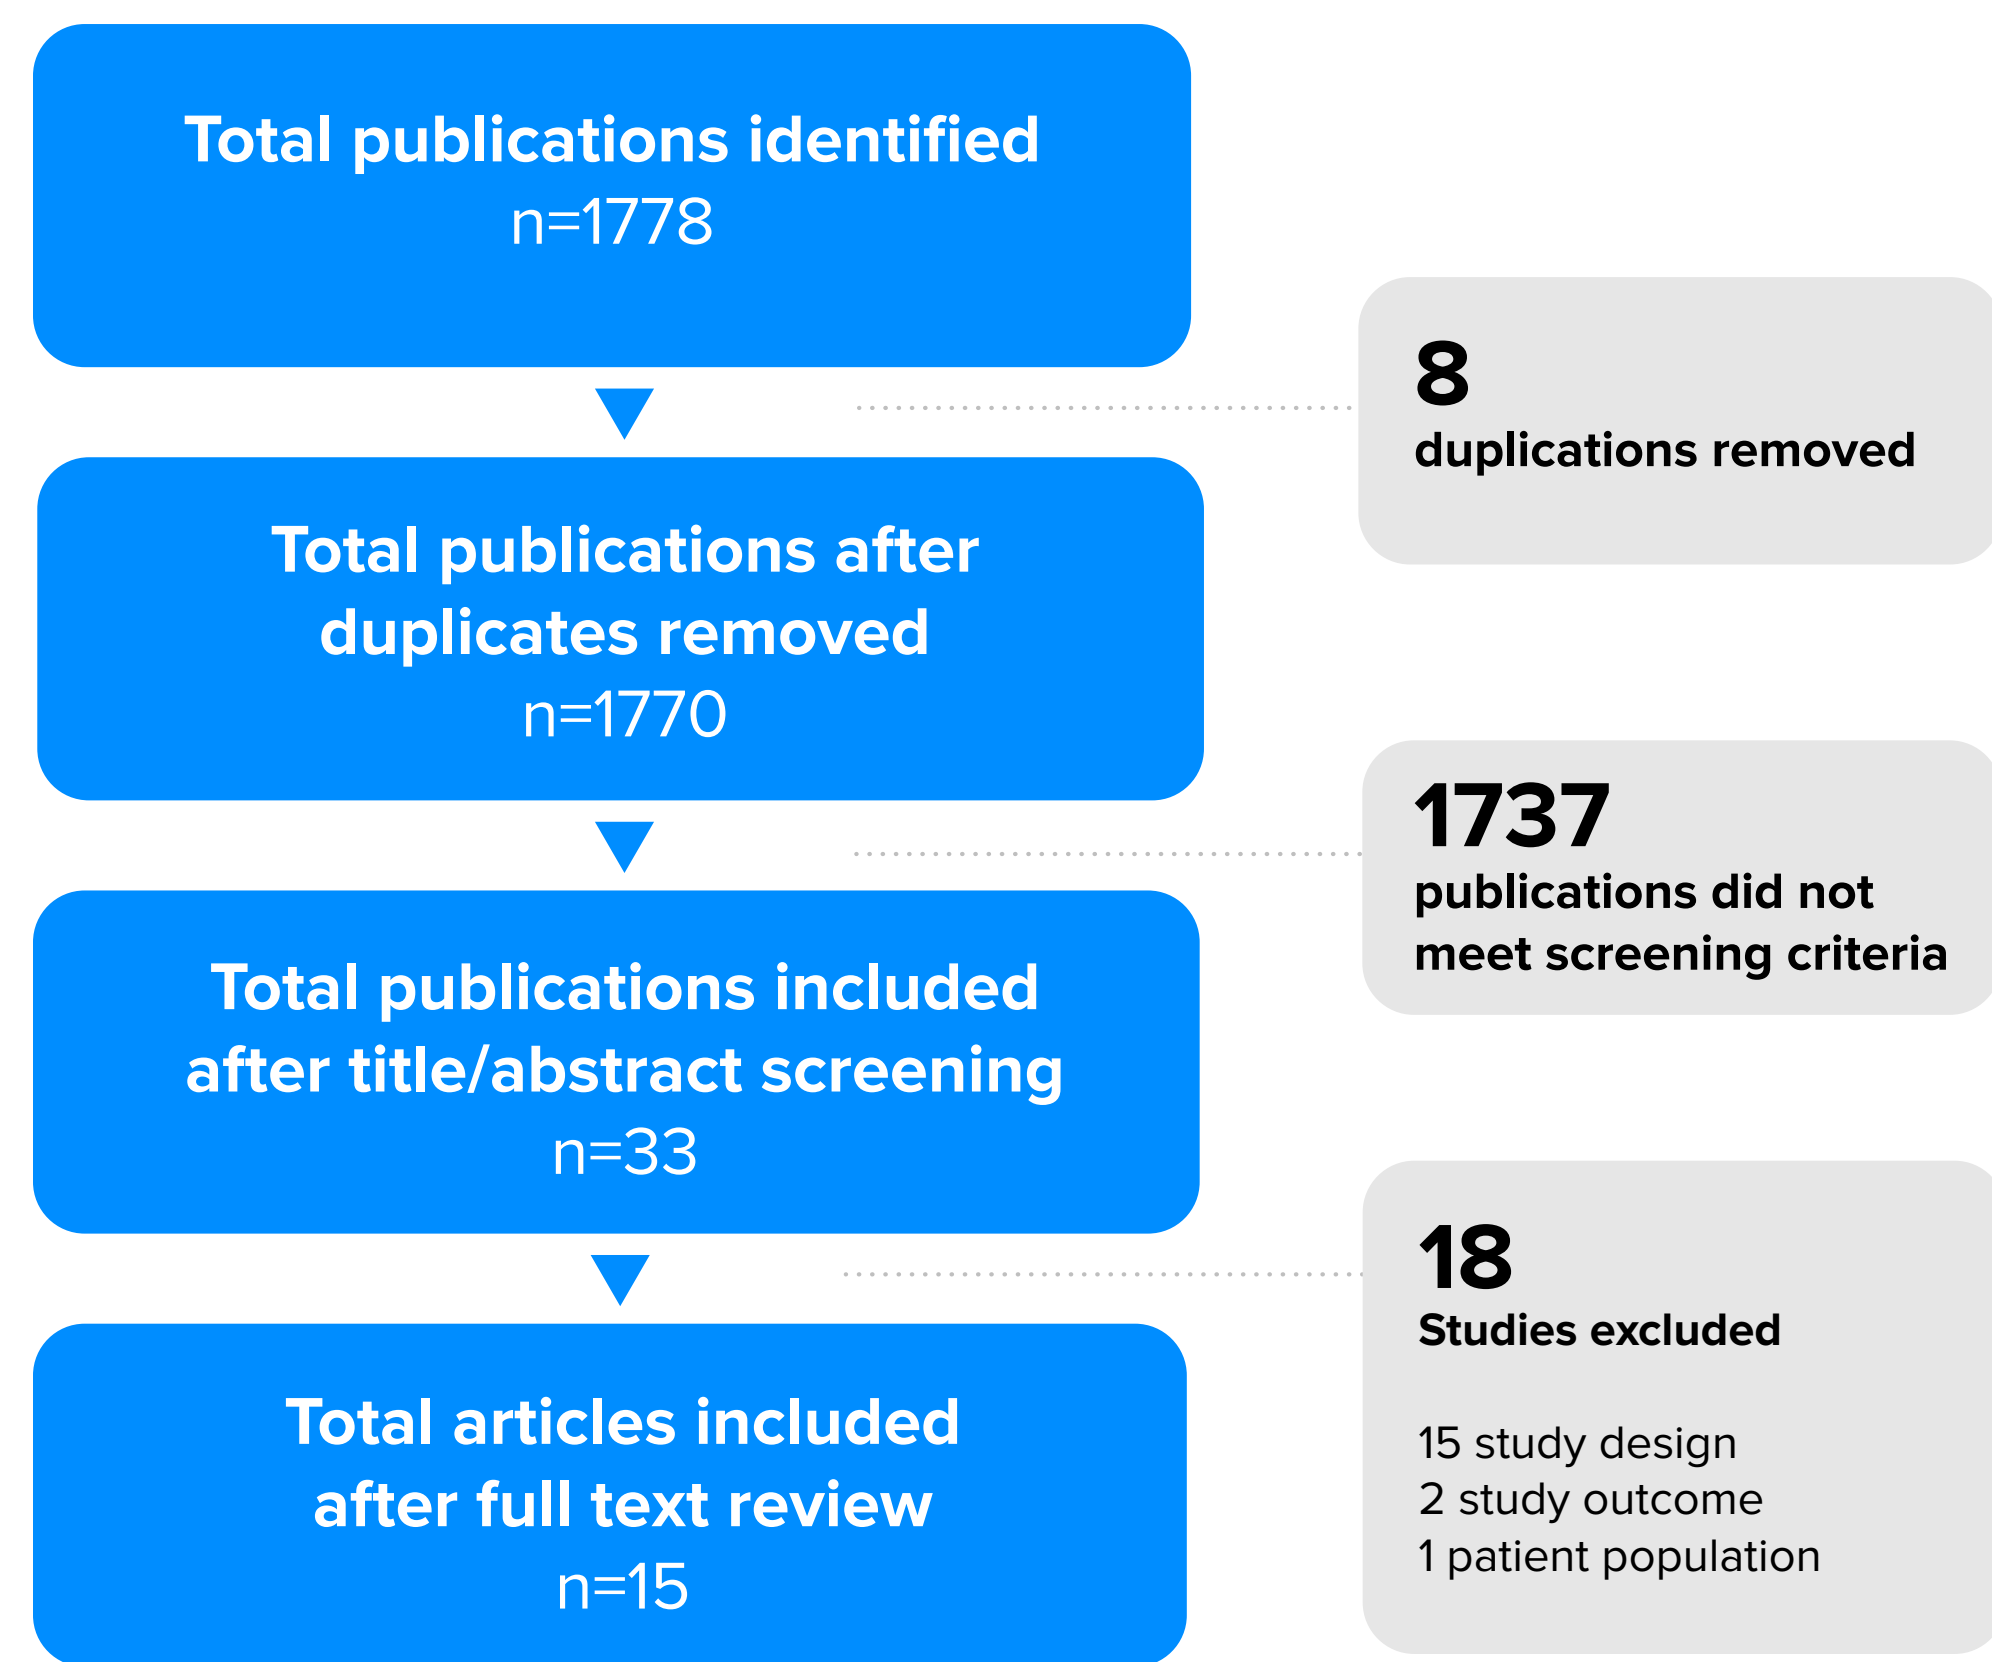 Total publications identified
n=1778
8
duplications removed
Total publications after
duplicates removed
n=1770
1737
publications did not
meet screening criteria
Total publications included
after title/abstract screening
n=33
18
Studies excluded
15 study design
2 study outcome
1 patient population
Total articles included
after full text review
n=15